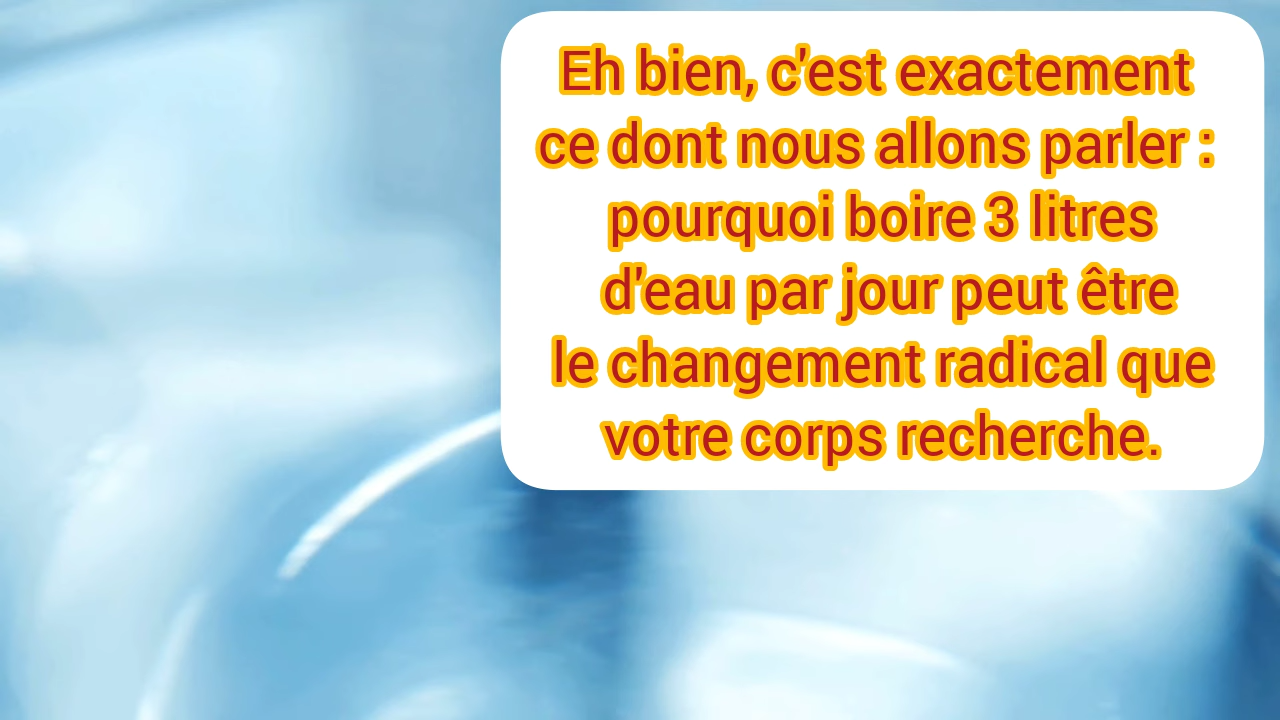 Eh bien, c'est exactement
ce dont nous allons parler :
pourquoi boire 3 litres
d'eau par jour peut être
le changement radical que
votre corps recherche.